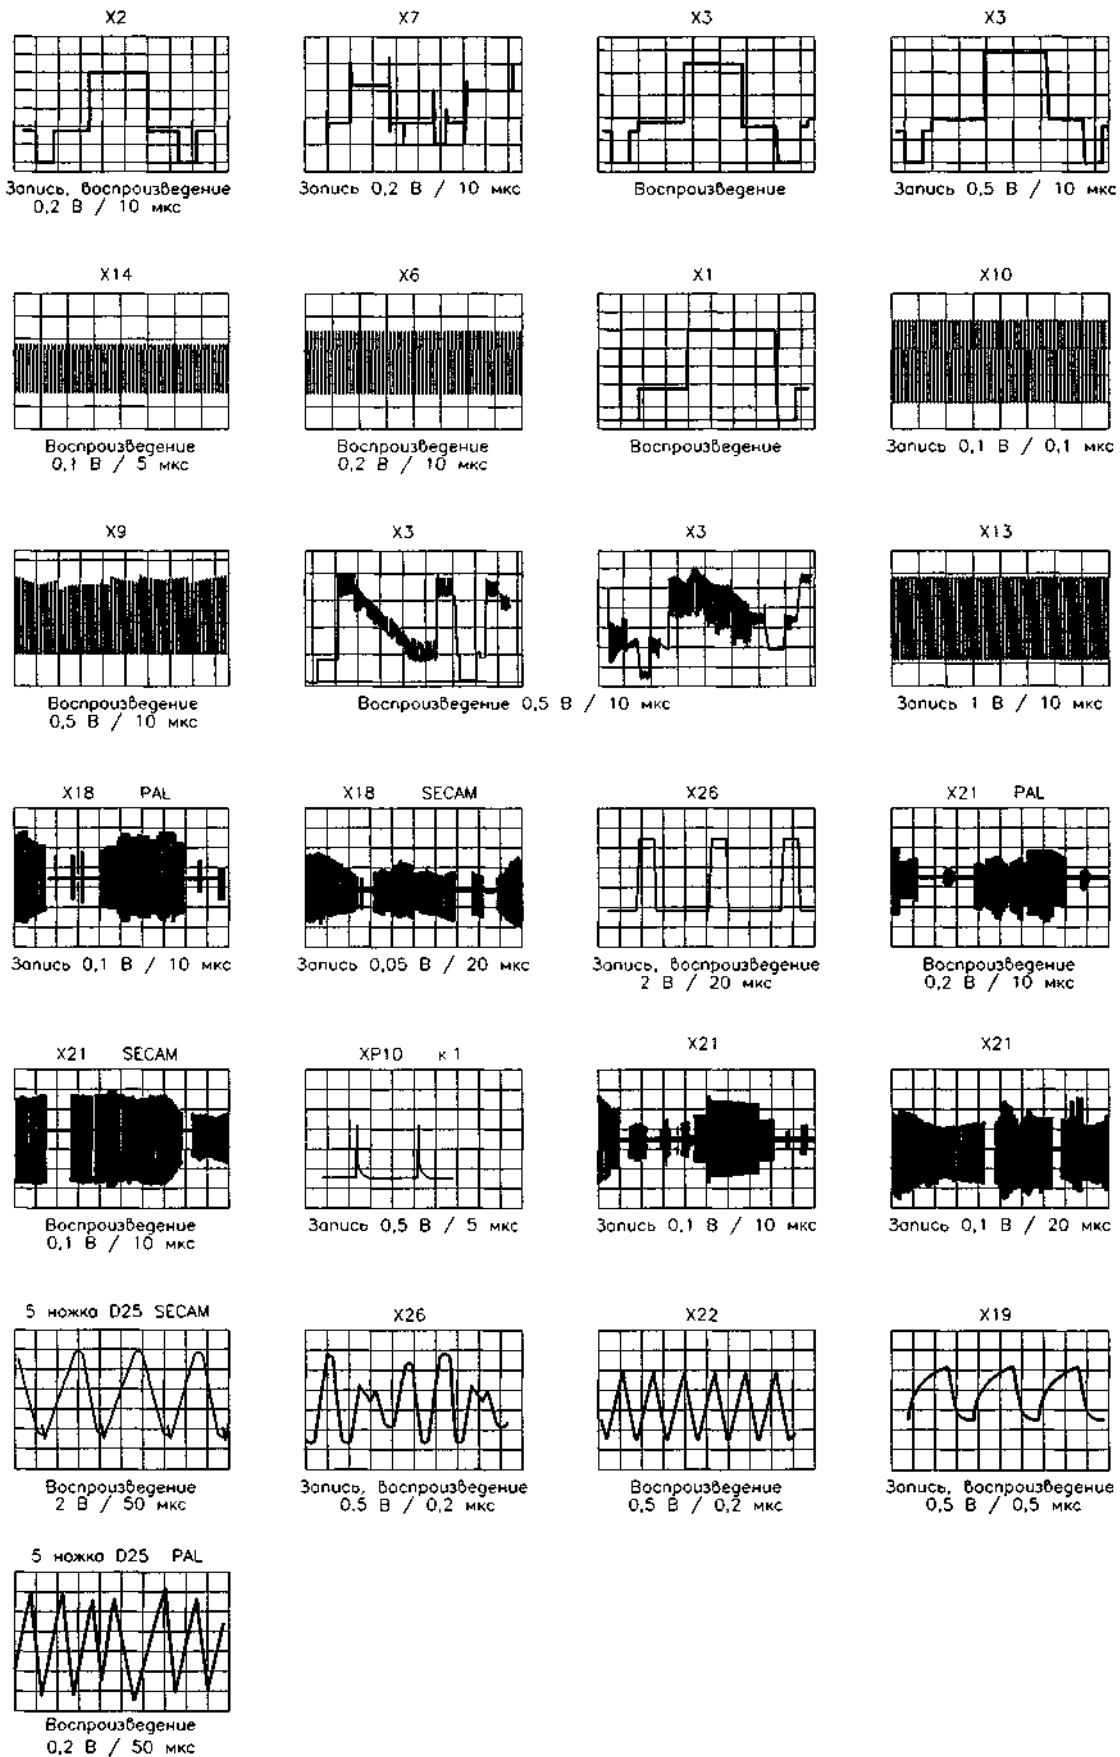 X2
X7
X3
X3
Запись, воспроизведение
0,2 В / 10 мкс
Запись 0,2 В / 10 мкс
Воспроизведение
Запись 0,5 В / 10 мкс
X14
X6
X1
X10
Воспроизведение
0,1 В / 5 мкс
Воспроизведение
0,2 В / 10 мкс
Воспроизведение
Запись 0,1 В / 0,1 мкс
X9
X3
X3
X13
Воспроизведение
0,5 В / 10 мкс
Воспроизведение 0,5 В / 10 мкс
Запись 1 В / 10 мкс
X18 PAL
X18 SECAM
X26
X21 PAL
Запись 0,1 В / 10 мкс
Запись 0,05 В / 20 мкс
Запись, воспроизведение
2 В / 20 мкс
Воспроизведение
0,2 В / 10 мкс
X21 SECAM
XP10 к 1
X21
X21
Воспроизведение
0,1 В / 10 мкс
Запись 0,5 В / 5 мкс
Запись 0,1 В / 10 мкс
Запись 0,1 В / 20 мкс
5 ножка D25 SECAM
X26
X22
X19
Воспроизведение
2 В / 50 мкс
Запись, воспроизведение
0.5 В / 0,2 мкс
Воспроизведение
0,5 В / 0,2 мкс
Запись, воспроизведение
0,5 В / 0,5 мкс
5 ножка D25 PAL
Воспроизведение
0,2 В / 50 мкс